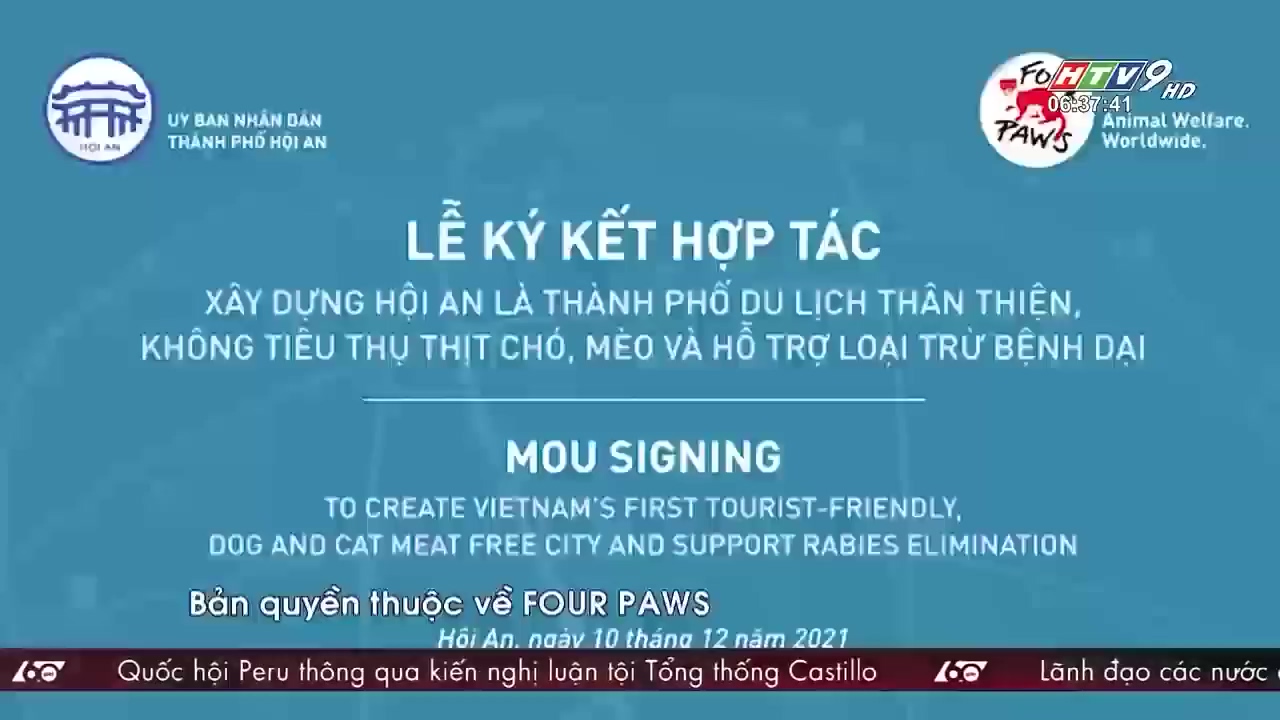 UY BAN NHÂN DÂN
THÀNH PHỐ HỘI AN
HỘI AN
FO
PAWS
HTV9 HD
06:37:41
Animal Welfare.
Worldwide.
LỄ KÝ KẾT HỢP TÁC
XÂY DỰNG HỘI AN LÀ THÀNH PHỐ DU LỊCH THÂN THIỆN,
KHÔNG TIÊU THỤ THỊT CHÓ, MÈO VÀ HỖ TRỢ LOẠI TRỪ BỆNH DẠI
MOU SIGNING
TO CREATE VIETNAM'S FIRST TOURIST-FRIENDLY,
DOG AND CAT MEAT FREE CITY AND SUPPORT RABIES ELIMINATION
Bản quyền thuộc về FOUR PAWS
Hội An, ngày 10 tháng 12 năm 2021
Quốc hội Peru thông qua kiến nghị luận tội Tổng thống Castillo
Lãnh đạo các nước